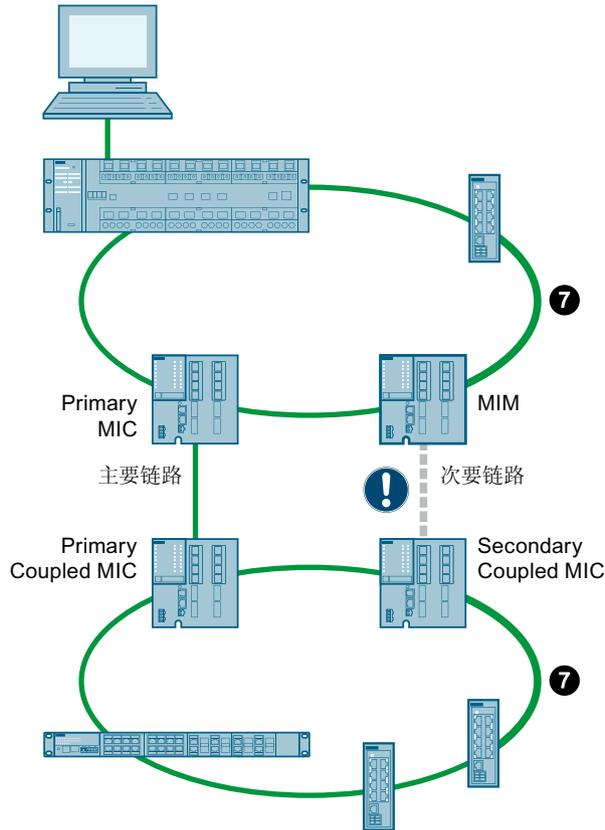 7
Primary
MIC
MIM
主要链路
!
次要链路
Primary
Coupled MIC
Secondary
Coupled MIC
7